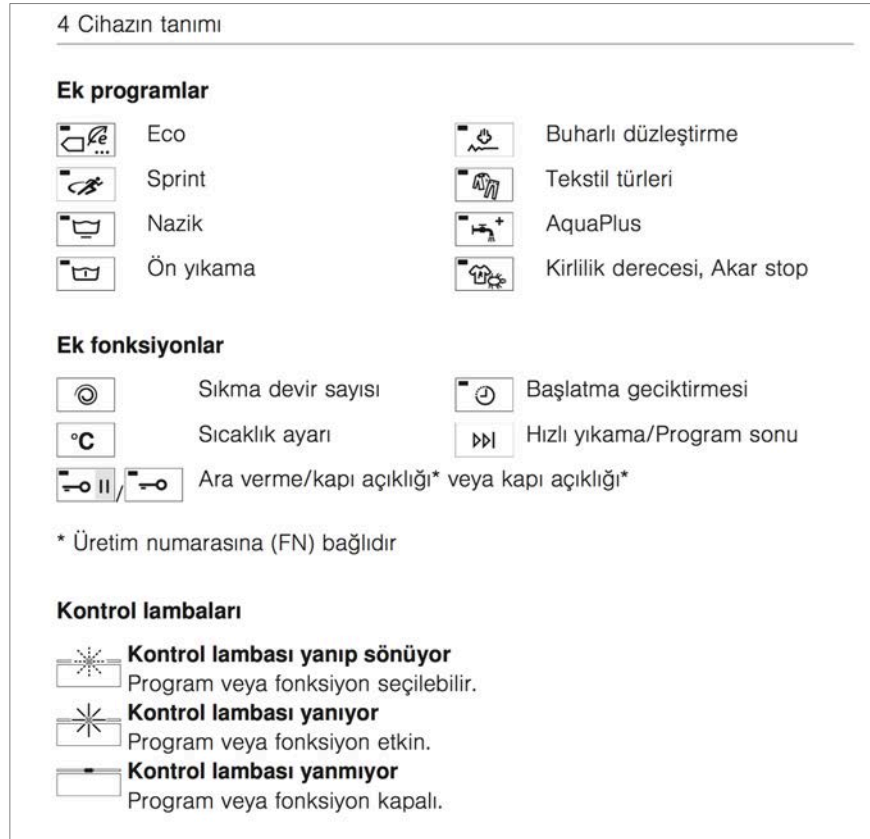 4 Cihazın tanımı
Ek programlar
Eco
Buharlı düzleştirme
Sprint
Tekstil türleri
Nazik
AquaPlus
Ön yıkama
Kirlilik derecesi, Akar stop
Ek fonksiyonlar
Sıkma devir sayısı
Başlatma geciktirmesi
°C Sıcaklık ayarı
Hızlı yıkama/Program sonu
/ Ara verme/kapı açıklığı* veya kapı açıklığı*
* Üretim numarasına (FN) bağlıdır
Kontrol lambaları
Kontrol lambası yanıp sönüyor
Program veya fonksiyon seçilebilir.
Kontrol lambası yanıyor
Program veya fonksiyon etkin.
Kontrol lambası yanmıyor
Program veya fonksiyon kapalı.